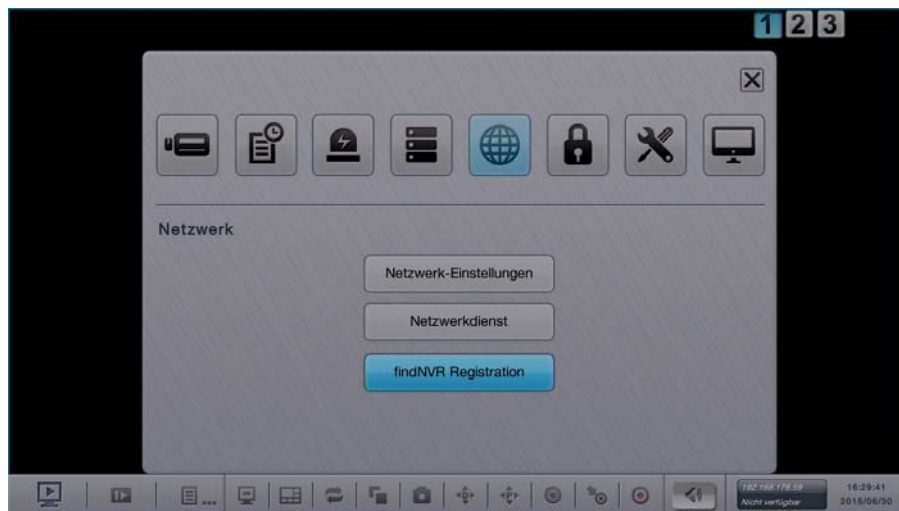 1 2 3
Netzwerk
Netzwerk-Einstellungen
Netzwerkdienst
findNVR Registration
192.168.178.59
Nicht verfügbar
16:29:41
2015/06/30